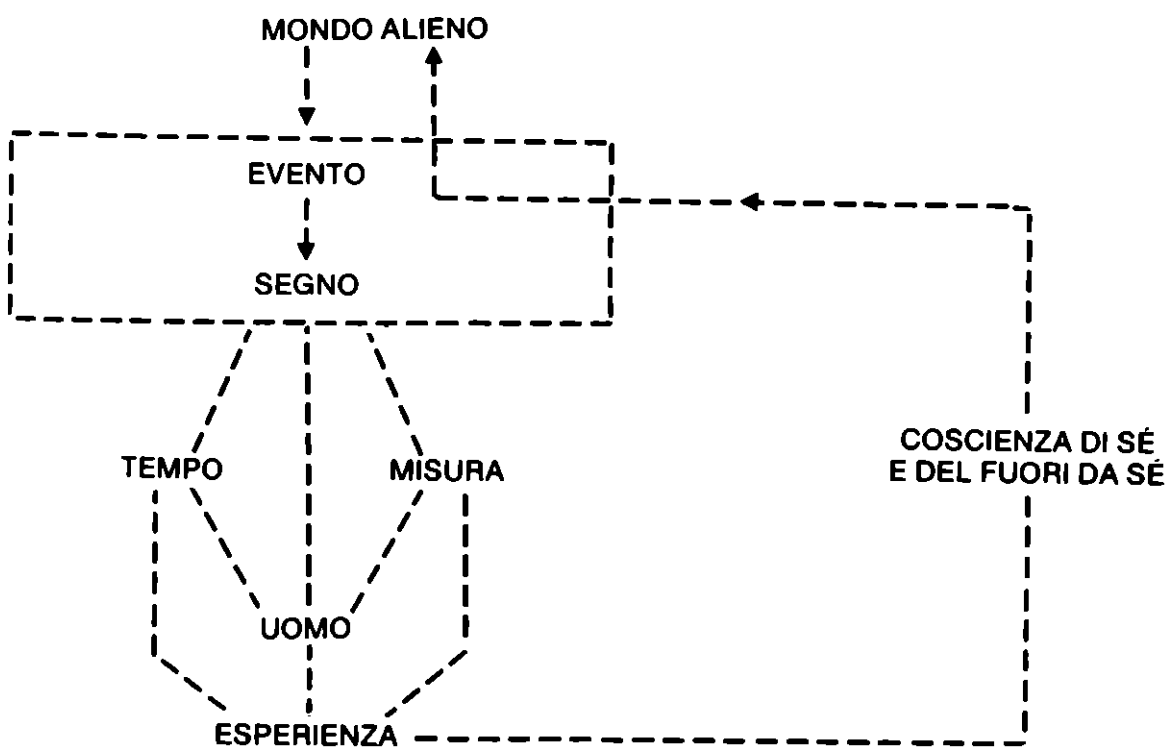 MONDO ALIENO
EVENTO
SEGNO
TEMPO
MISURA
COSCIENZA DI SÉ
E DEL FUORI DA SÉ
UOMO
ESPERIENZA